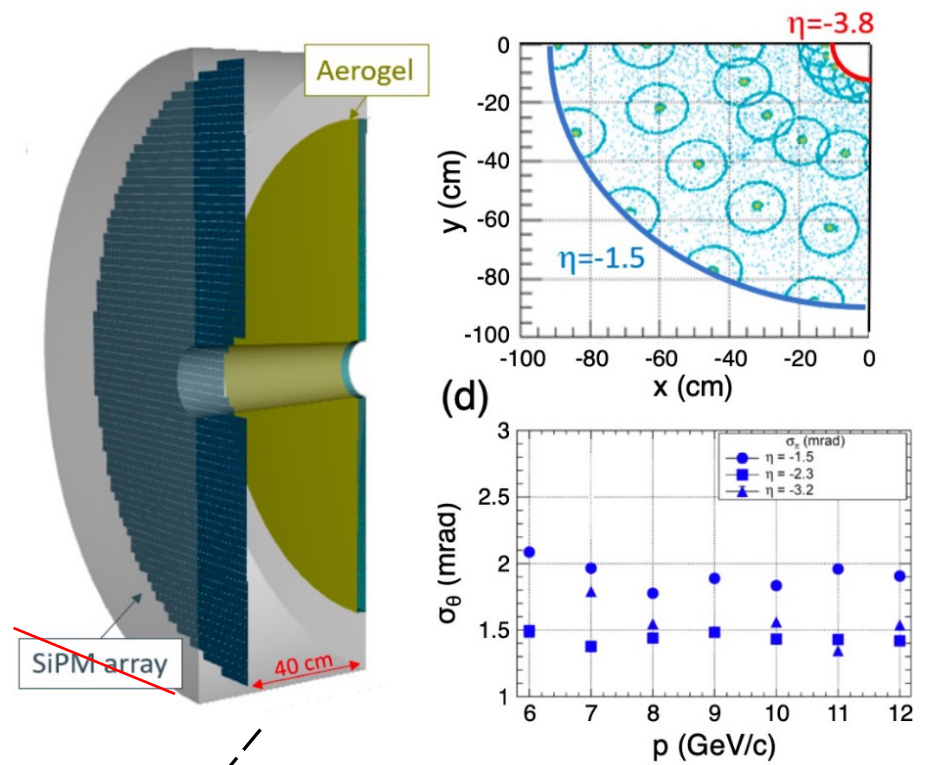 Aerogel
SiPM array
40 cm
η=-3.8
η=-1.5
0
-20
-40
-60
-80
-100
y (cm)
-100 -80 -60 -40 -20 0
x (cm)
(d)
σπ (mrad)
η = -1.5
η = -2.3
η = -3.2
3
2.5
2
1.5
1
σθ (mrad)
6 7 8 9 10 11 12
p (GeV/c)